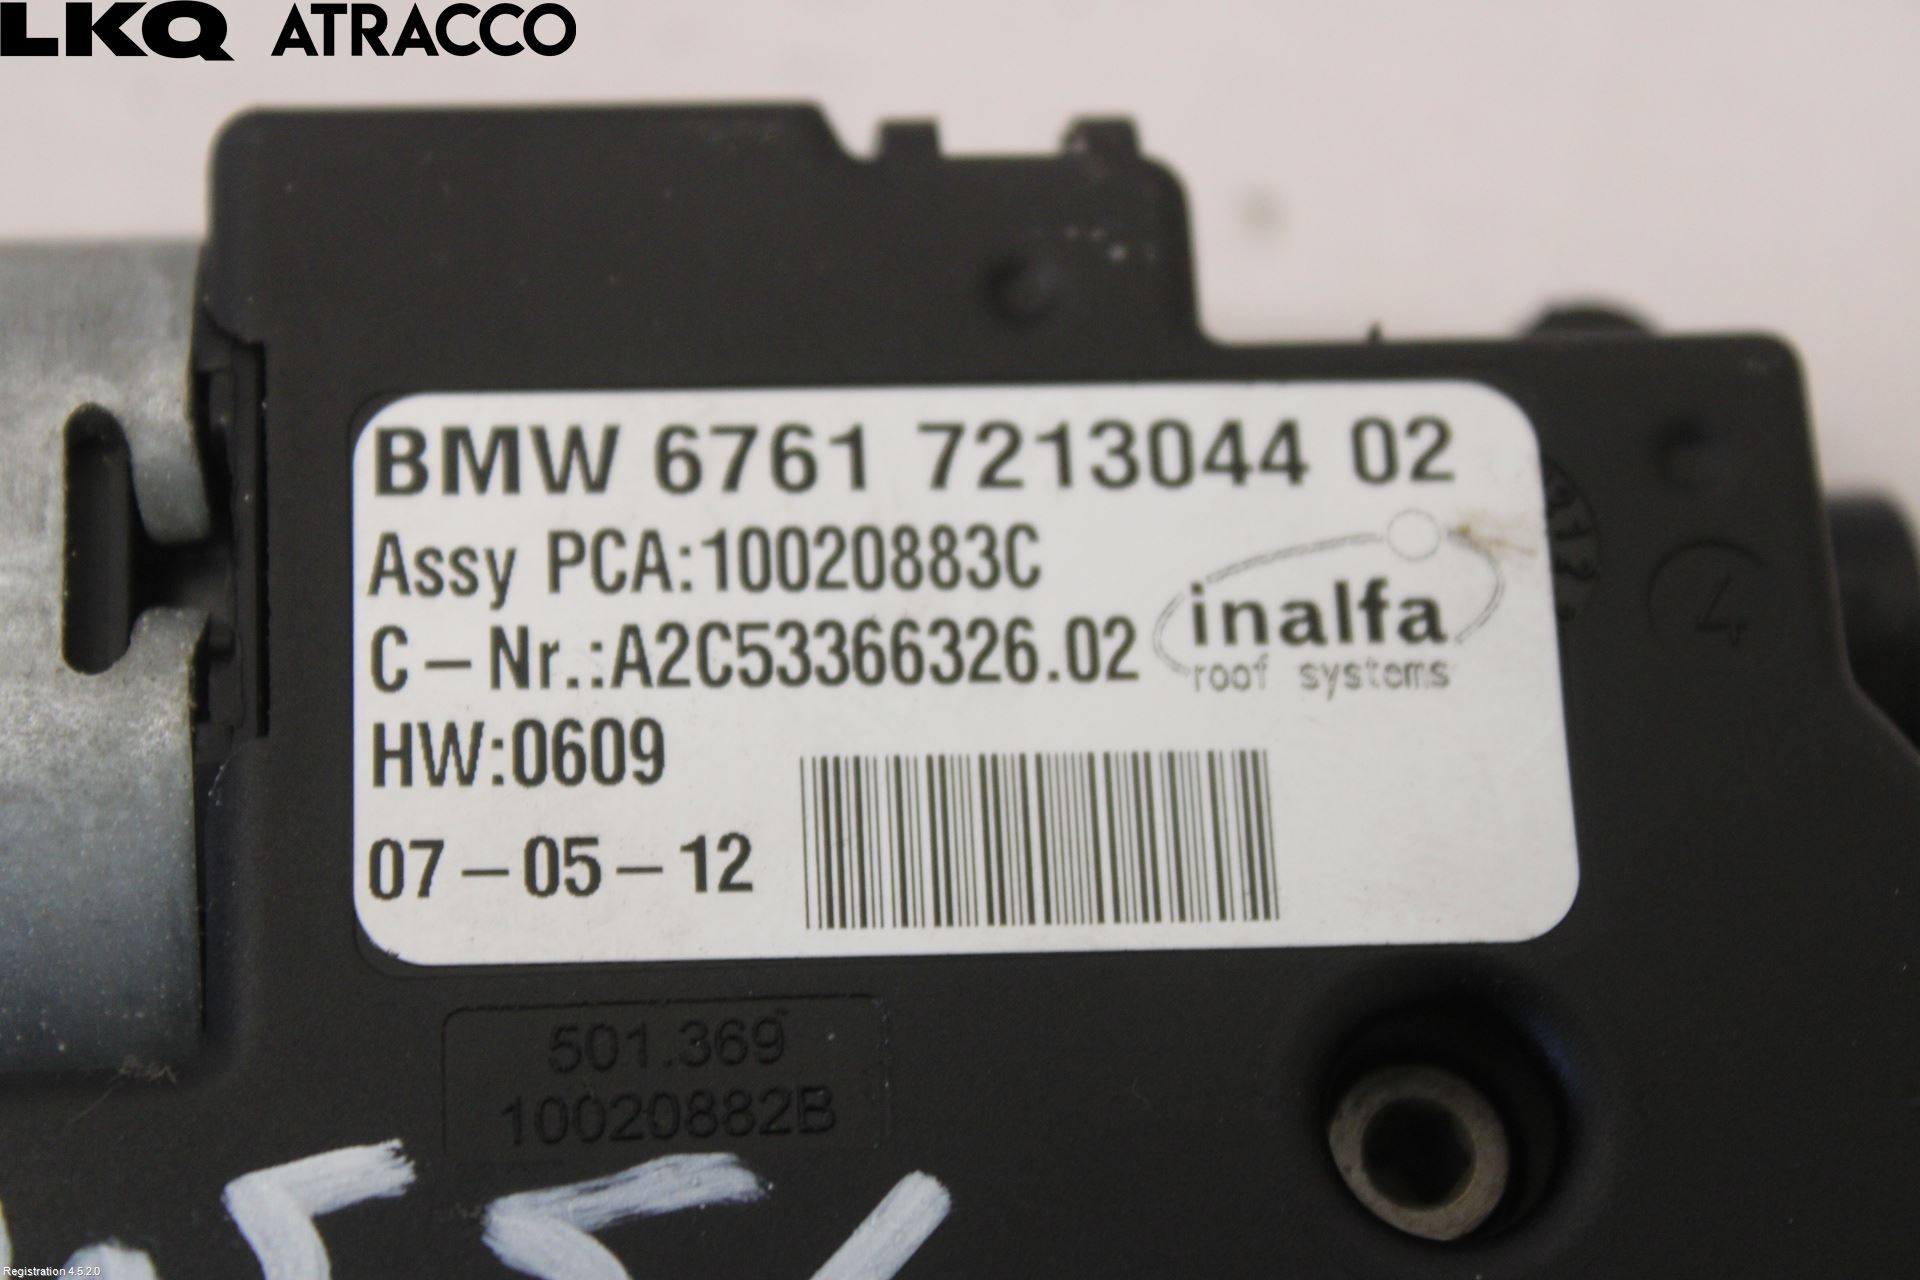 LKQ ATRACCO
BMW 6761 7213044 02
Assy PCA:10020883C
C-Nr.:A2C53366326.02
inalfa
roof systems
HW:0609
07-05-12
501.369
10020882B
Registration 4.5.2.0